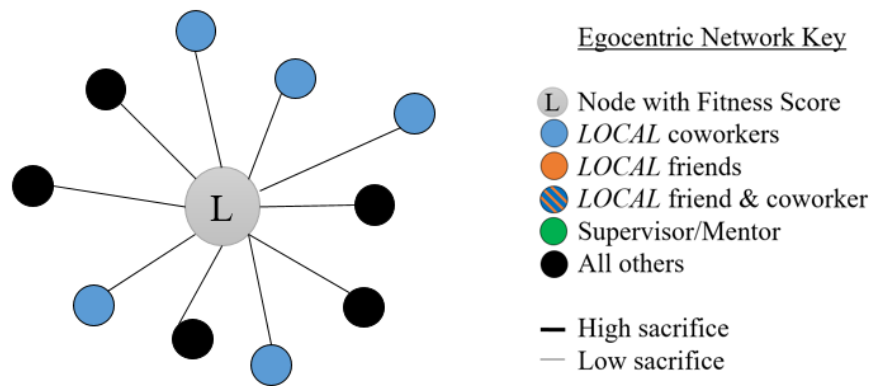 Egocentric Network Key
L Node with Fitness Score
LOCAL coworkers
LOCAL friends
LOCAL friend & coworker
Supervisor/Mentor
All others
High sacrifice
Low sacrifice
L